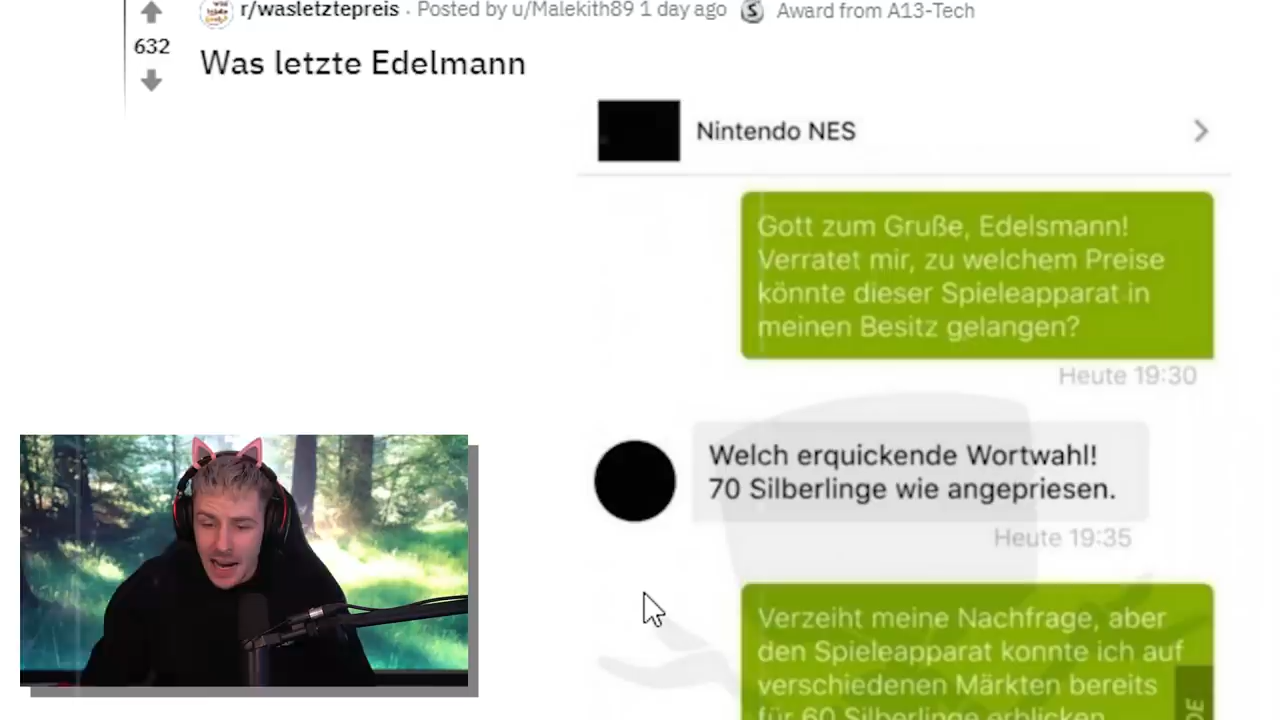 r/wasletztepreis · Posted by u/Malekith89 1 day ago Award from A13-Tech
632
Was letzte Edelmann
Nintendo NES
Gott zum Gruße, Edelsmann!
Verratet mir, zu welchem Preise
könnte dieser Spieleapparat in
meinen Besitz gelangen?
Heute 19:30
Welch erquickende Wortwahl!
70 Silberlinge wie angepriesen.
Heute 19:35
Verzeiht meine Nachfrage, aber
den Spieleapparat konnte ich auf
verschiedenen Märkten bereits
für 60 Silberlinge erblicken
DE